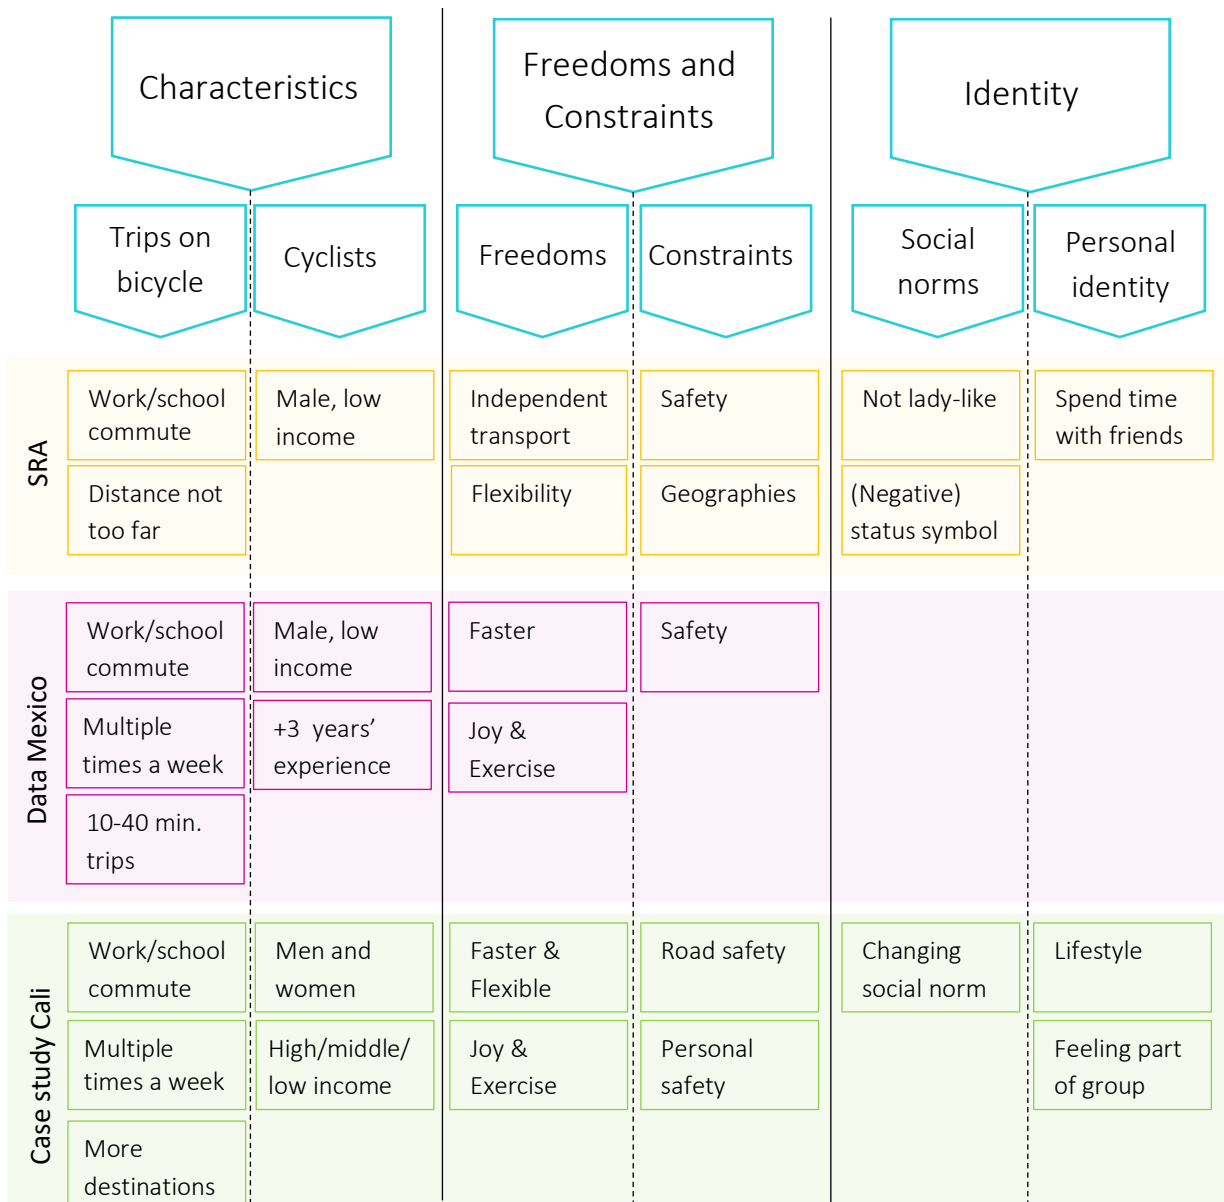 Characteristics
Freedoms and
Constraints
Identity
Trips on
bicycle
Cyclists
Freedoms
Constraints
Social
norms
Personal
identity
SRA
Work/school
commute
Male, low
income
Independent
transport
Safety
Not lady-like
Spend time
with friends
Distance not
too far
Flexibility
Geographies
(Negative)
status symbol
Data Mexico
Work/school
commute
Male, low
income
Faster
Safety
Multiple
times a week
+3 years’
experience
Joy &
Exercise
10-40 min.
trips
Case study Cali
Work/school
commute
Men and
women
Faster &
Flexible
Road safety
Changing
social norm
Lifestyle
Multiple
times a week
High/middle/
low income
Joy &
Exercise
Personal
safety
Feeling part
of group
More
destinations